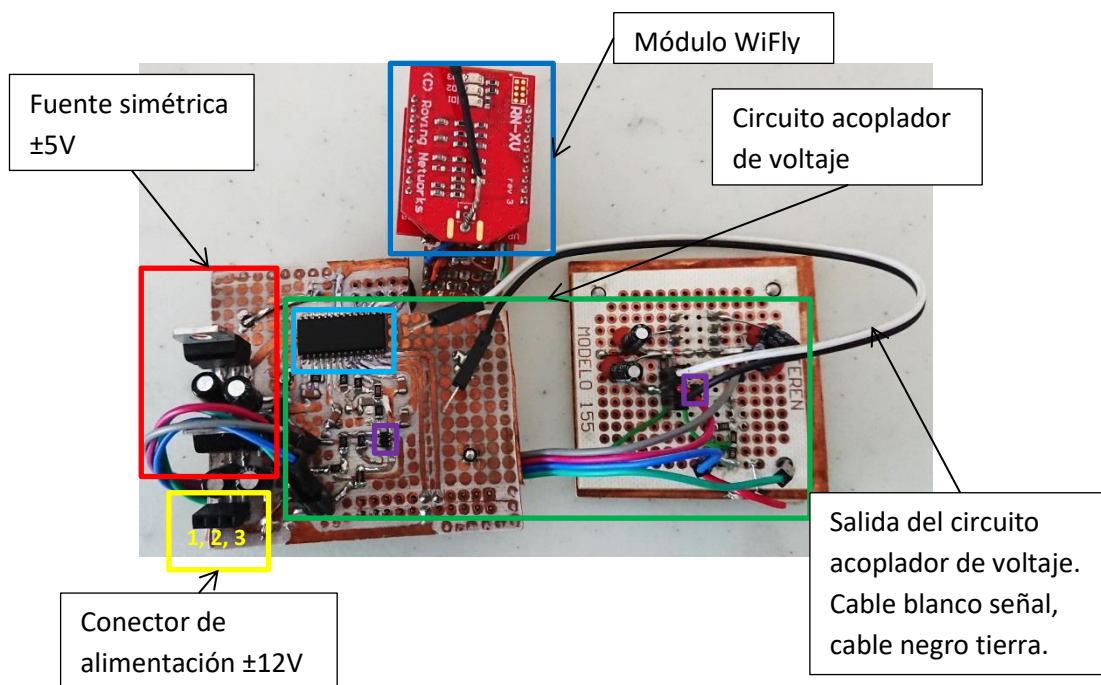 Módulo WiFly
Fuente simétrica
±5V
Circuito acoplador
de voltaje
(C) Roving Networks
RN-XV
rev 3
MODELO 155
EREN
1, 2, 3
Salida del circuito
acoplador de voltaje.
Cable blanco señal,
cable negro tierra.
Conector de
alimentación ±12V